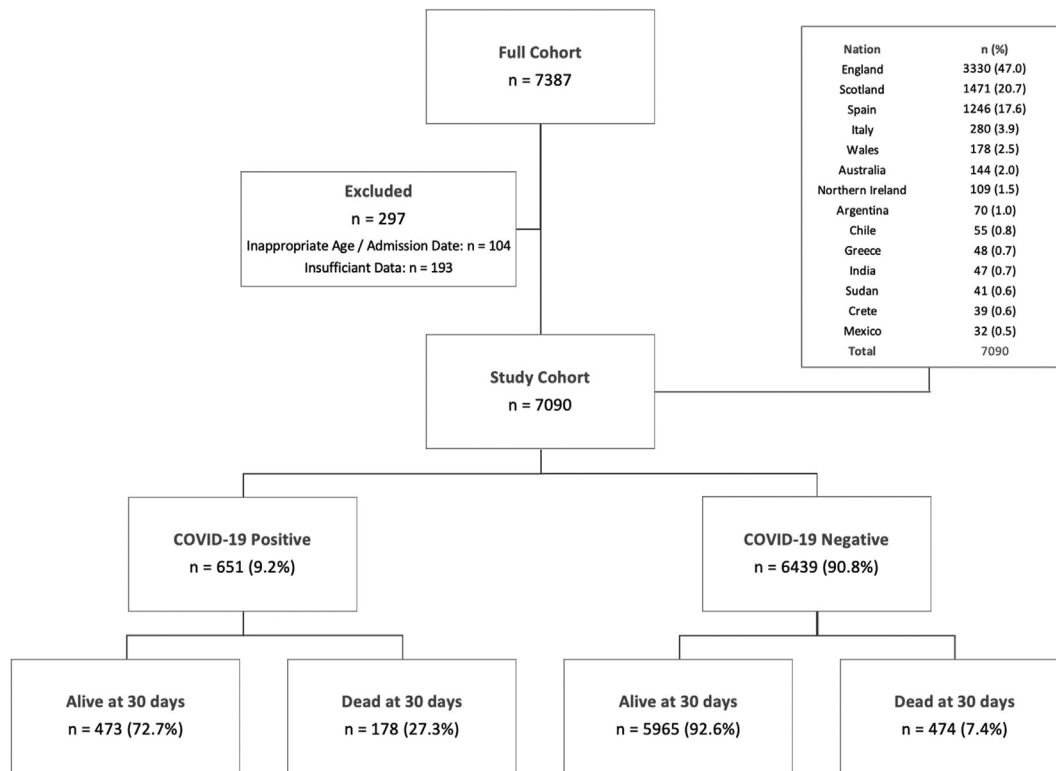 Full Cohort
n = 7387
Nation n (%)
England 3330 (47.0)
Scotland 1471 (20.7)
Spain 1246 (17.6)
Italy 280 (3.9)
Wales 178 (2.5)
Australia 144 (2.0)
Northern Ireland 109 (1.5)
Argentina 70 (1.0)
Chile 55 (0.8)
Greece 48 (0.7)
India 47 (0.7)
Sudan 41 (0.6)
Crete 39 (0.6)
Mexico 32 (0.5)
Total 7090
Excluded
n = 297
Inappropriate Age / Admission Date: n = 104
Insufficiant Data: n = 193
Study Cohort
n = 7090
COVID-19 Positive
n = 651 (9.2%)
COVID-19 Negative
n = 6439 (90.8%)
Alive at 30 days
n = 473 (72.7%)
Dead at 30 days
n = 178 (27.3%)
Alive at 30 days
n = 5965 (92.6%)
Dead at 30 days
n = 474 (7.4%)